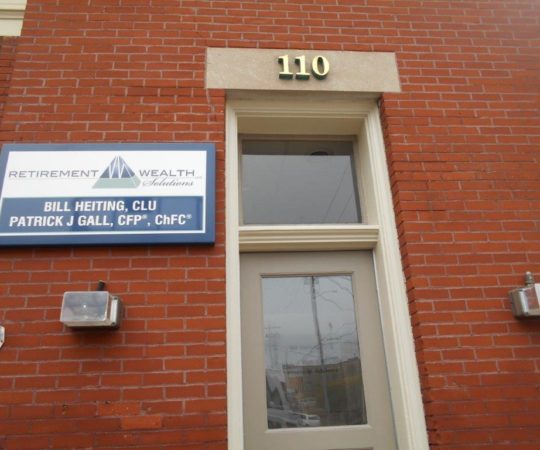 110
RETIREMENT WEALTH
Solutions
BILL HEITING, CLU
PATRICK J GALL, CFP®, ChFC®